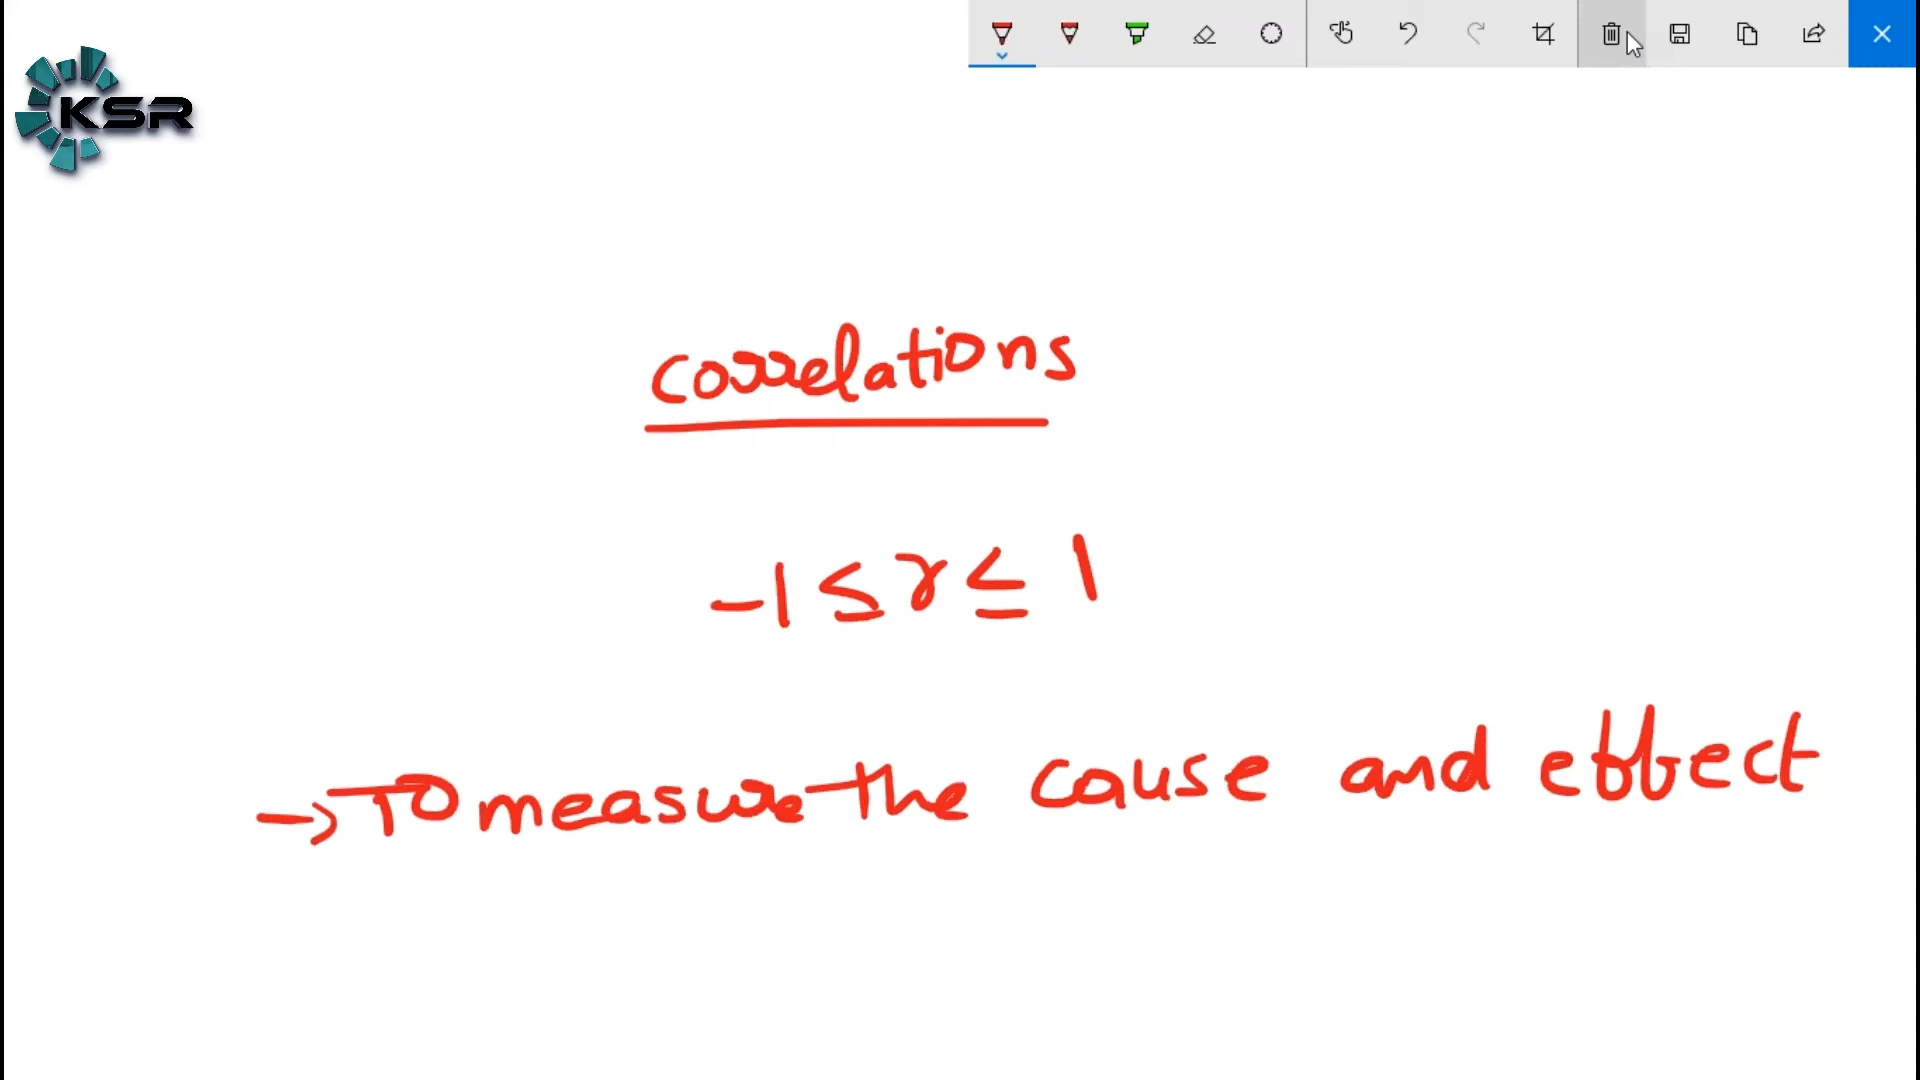 KSR
Correlations
-1 ≤ r ≤ 1
→ To measure the cause and effect